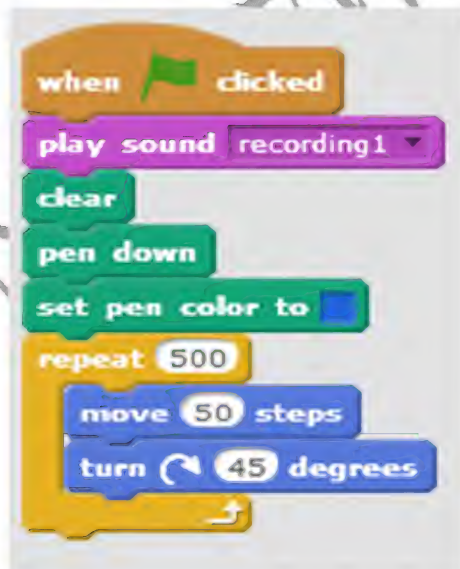 when clicked
play sound recording1
clear
pen down
set pen color to
repeat 500
move 50 steps
turn 45 degrees